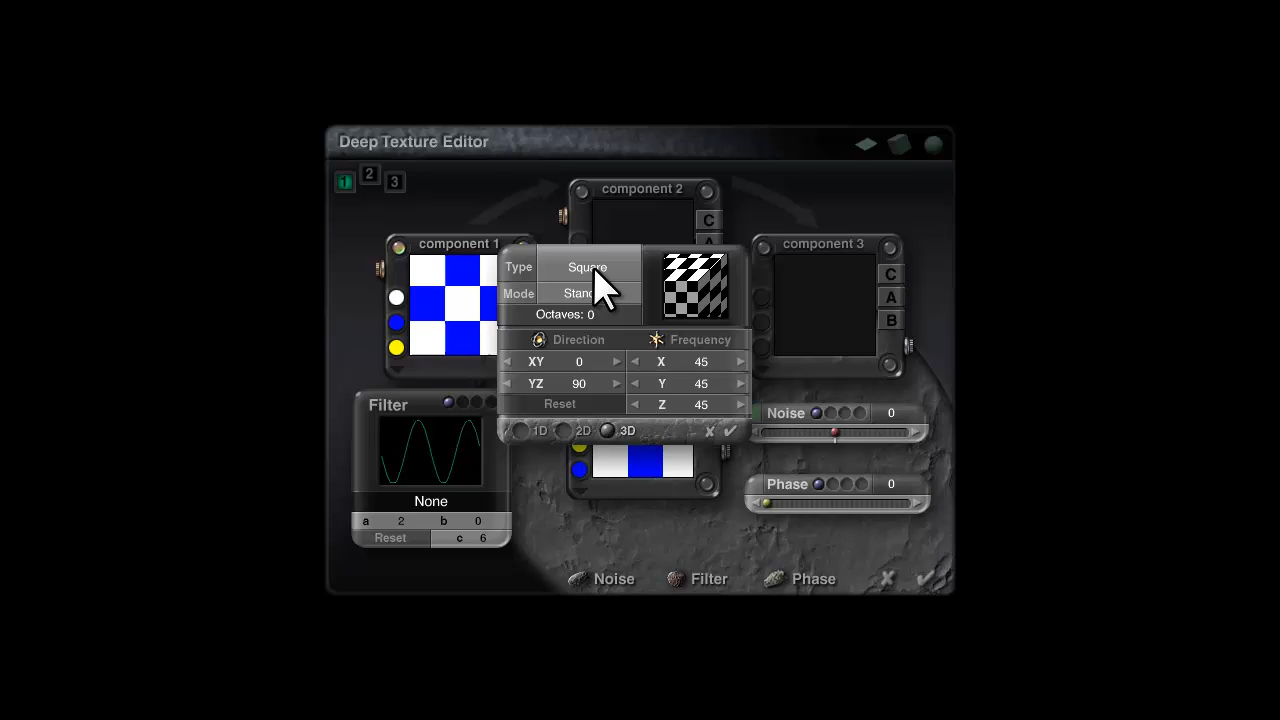 Deep Texture Editor
1 2 3
component 2
C
component 1
component 3
Type Square
C
Mode
A
Octaves: 0
B
Direction Frequency
XY 0 X 45
YZ 90 Y 45
Reset Z 45
Filter
Noise 0
1D 2D 3D
Phase 0
None
a 2 b 0
Reset c 6
Noise Filter Phase